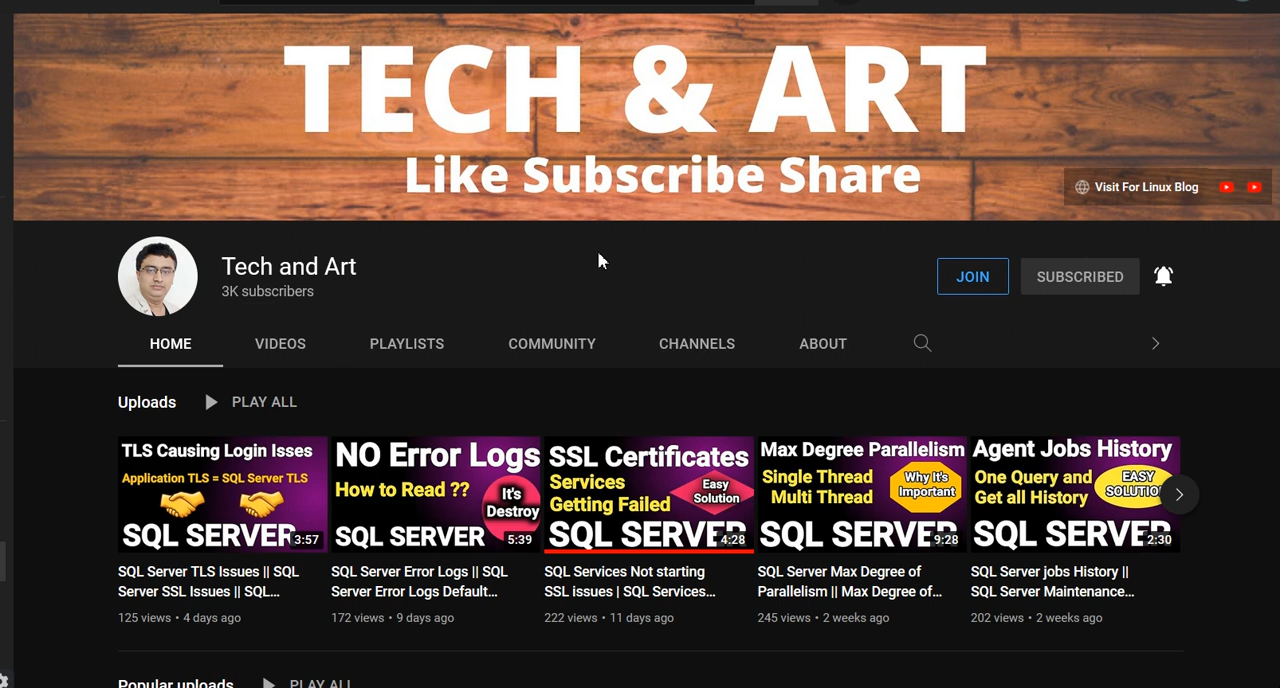 TECH & ART
Like Subscribe Share
Visit For Linux Blog
Tech and Art
3K subscribers
JOIN
SUBSCRIBED
HOME
VIDEOS
PLAYLISTS
COMMUNITY
CHANNELS
ABOUT
Uploads
PLAY ALL
TLS Causing Login Isses
Application TLS = SQL Server TLS
SQL SERVER
3:57
SQL Server TLS Issues || SQL
Server SSL Issues || SQL...
125 views • 4 days ago
NO Error Logs
How to Read ??
It's
Destroy
SQL SERVER
5:39
SQL Server Error Logs || SQL
Server Error Logs Default...
172 views • 9 days ago
SSL Certificates
Services
Getting Failed
Easy
Solution
SQL SERVER
4:28
SQL Services Not starting
SSL issues | SQL Services...
222 views • 11 days ago
Max Degree Parallelism
Single Thread
Multi Thread
Why It's
Important
SQL SERVER
9:28
SQL Server Max Degree of
Parallelism || Max Degree of...
245 views • 2 weeks ago
Agent Jobs History
One Query and
Get all History
EASY
SOLUTION
SQL SERVER
2:30
SQL Server jobs History ||
SQL Server Maintenance...
202 views • 2 weeks ago
Popular uploads
PLAY ALL